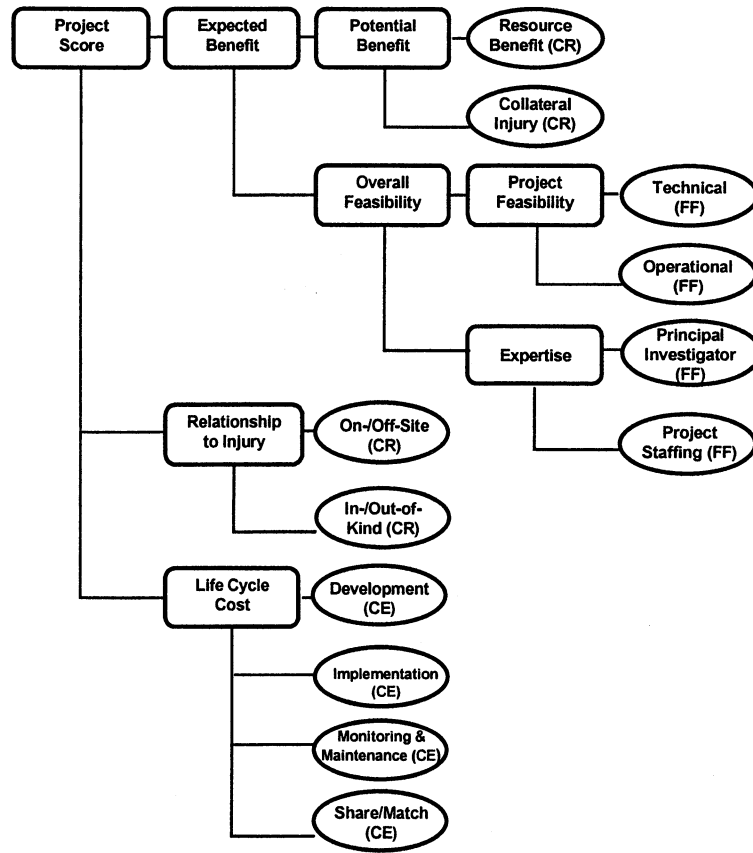 Project
Score
Expected
Benefit
Potential
Benefit
Resource
Benefit (CR)
Collateral
Injury (CR)
Overall
Feasibility
Project
Feasibility
Technical
(FF)
Operational
(FF)
Expertise
Principal
Investigator
(FF)
Project
Staffing (FF)
Relationship
to Injury
On-/Off-Site
(CR)
In-/Out-of-
Kind (CR)
Life Cycle
Cost
Development
(CE)
Implementation
(CE)
Monitoring &
Maintenance (CE)
Share/Match
(CE)